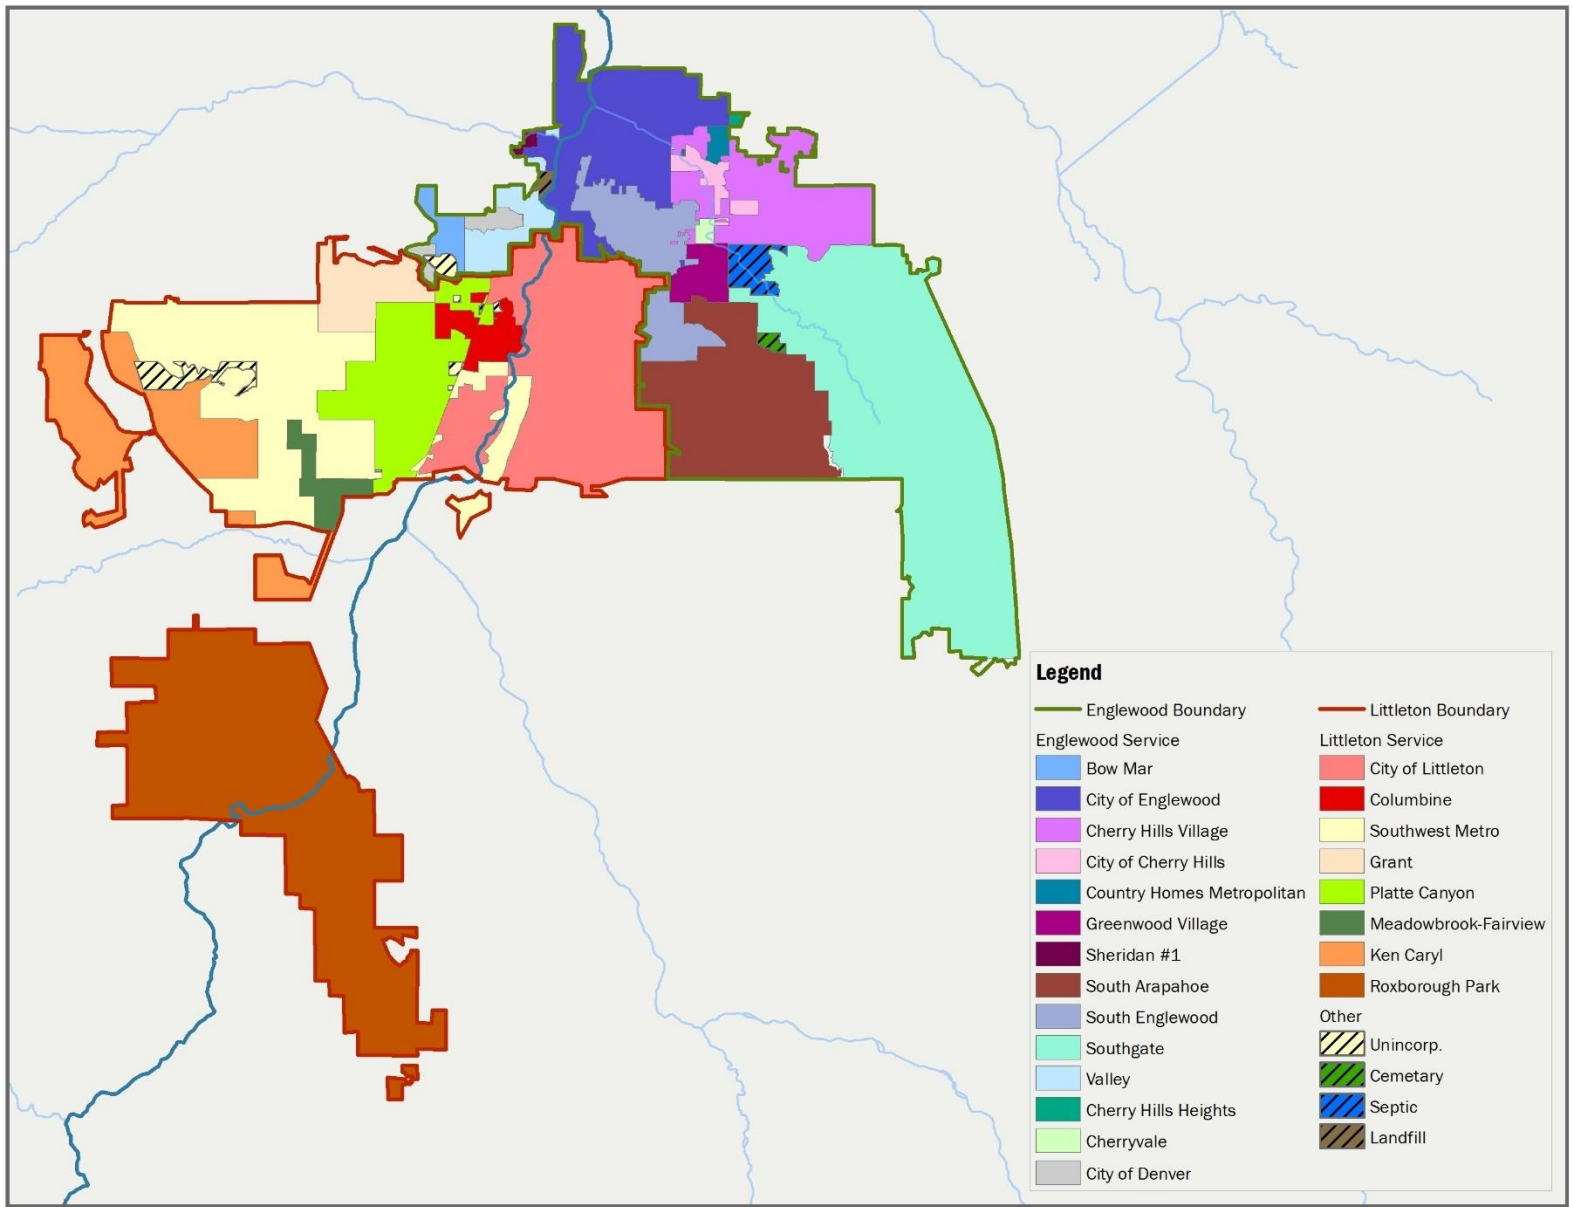 Legend
Englewood Boundary
Englewood Service
Bow Mar
City of Englewood
Cherry Hills Village
City of Cherry Hills
Country Homes Metropolitan
Greenwood Village
Sheridan #1
South Arapahoe
South Englewood
Southgate
Valley
Cherry Hills Heights
Cherryvale
City of Denver
Littleton Boundary
Littleton Service
City of Littleton
Columbine
Southwest Metro
Grant
Platte Canyon
Meadowbrook-Fairview
Ken Caryl
Roxborough Park
Other
Unincorp.
Cemetary
Septic
Landfill